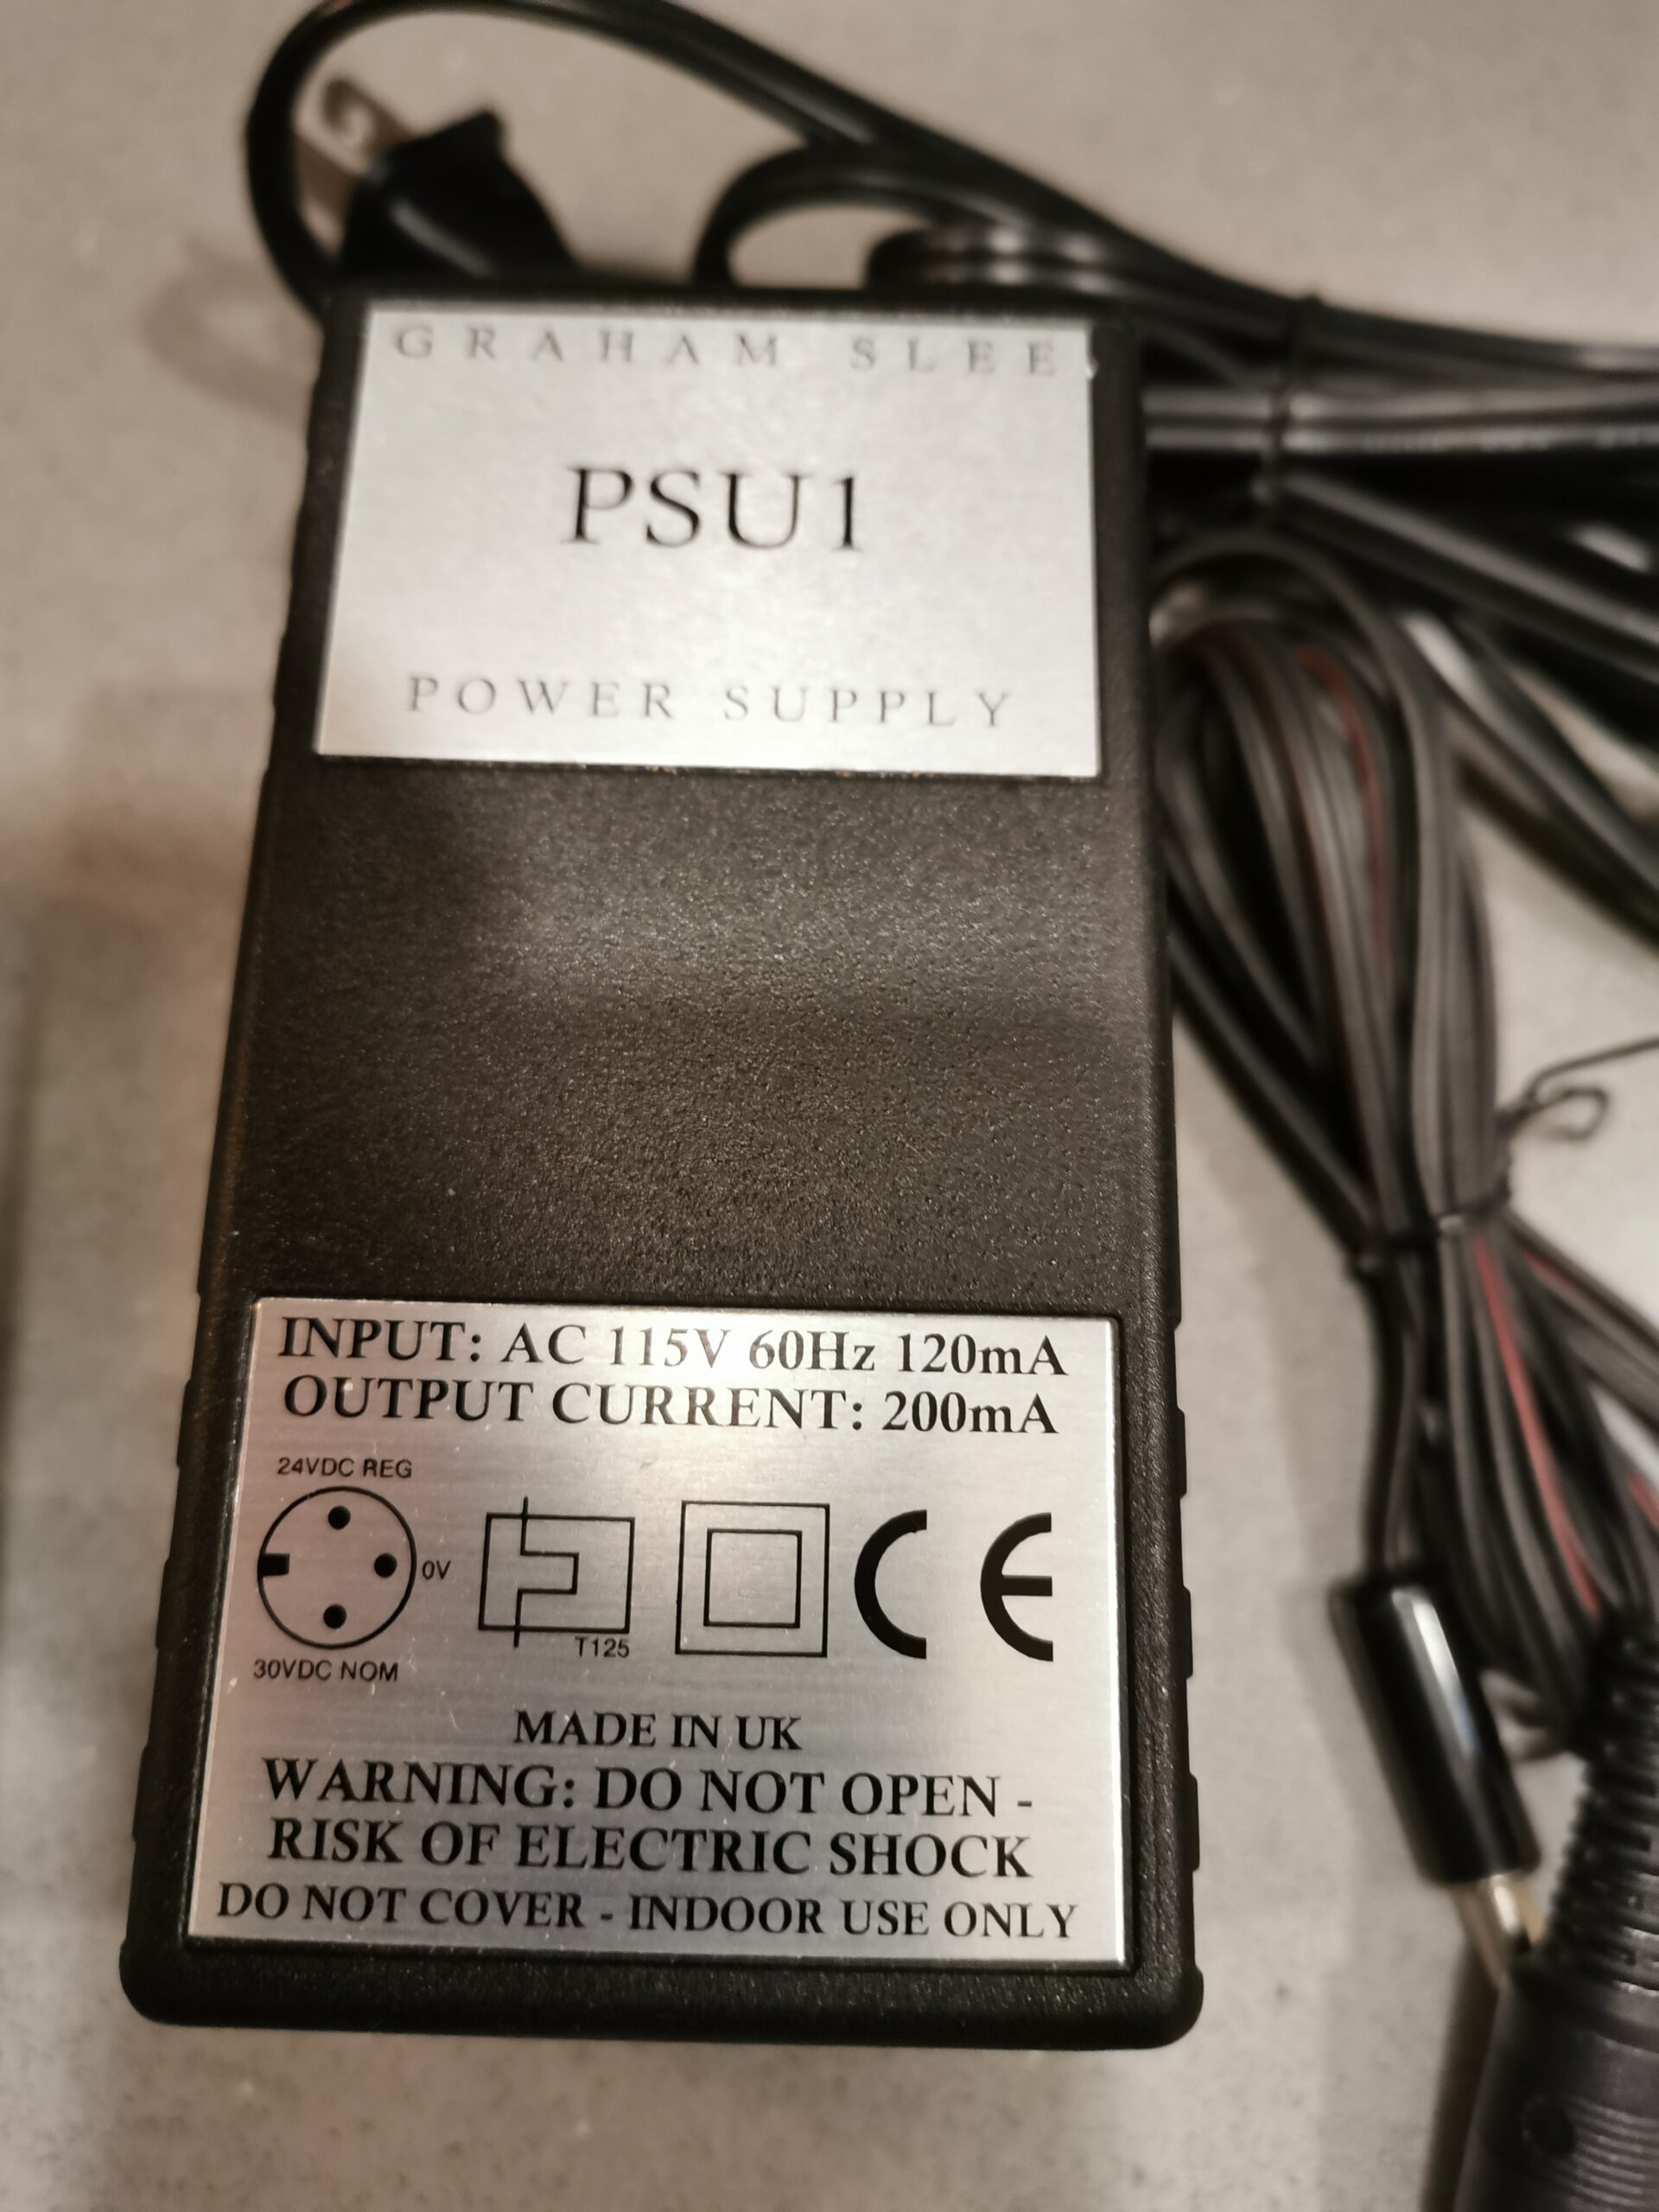 GRAHAM SLEE
PSU1
POWER SUPPLY
INPUT: AC 115V 60Hz 120mA
OUTPUT CURRENT: 200mA
24VDC REG
0V
30VDC NOM
T125
CE
MADE IN UK
WARNING: DO NOT OPEN -
RISK OF ELECTRIC SHOCK
DO NOT COVER - INDOOR USE ONLY